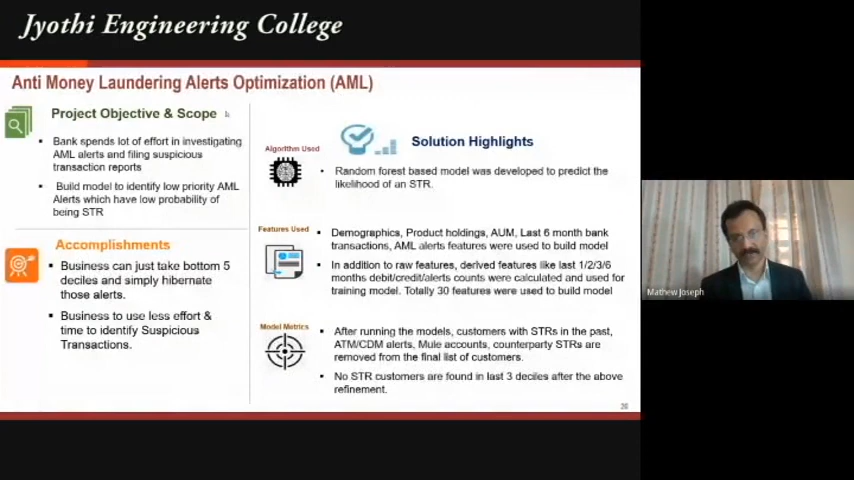 Jyothi Engineering College
Anti Money Laundering Alerts Optimization (AML)
Project Objective & Scope
Bank spends lot of effort in investigating
AML alerts and filing suspicious
transaction reports
Build model to identify low priority AML
Alerts which have low probability of
being STR
Accomplishments
Business can just take bottom 5
deciles and simply hibernate
those alerts.
Business to use less effort &
time to identify Suspicious
Transactions.
Solution Highlights
Algorithm Used
Random forest based model was developed to predict the
likelihood of an STR.
Features Used
Demographics, Product holdings, AUM, Last 6 month bank
transactions, AML alerts features were used to build model
In addition to raw features, derived features like last 1/2/3/6
months debit/credit/alerts counts were calculated and used for
training model. Totally 30 features were used to build model
Model Metrics
After running the models, customers with STRs in the past,
ATM/CDM alerts, Mule accounts, counterparty STRs are
removed from the final list of customers.
No STR customers are found in last 3 deciles after the above
refinement.
26
Mathew Joseph